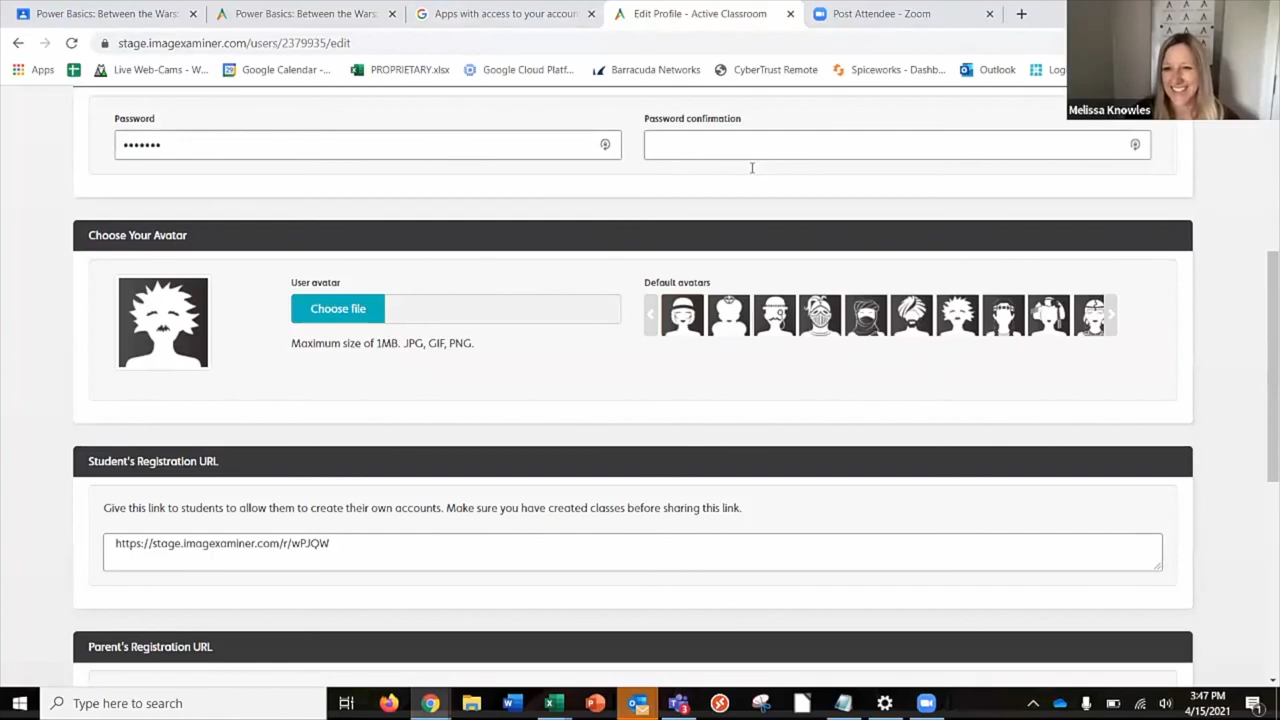 Power Basics: Between the Wars:
Power Basics: Between the Wars:
Apps with access to your accoun
Edit Profile - Active Classroom
Post Attendee - Zoom
stage.imagexaminer.com/users/2379935/edit
Apps
Live Web-Cams - W...
Google Calendar -...
PROPRIETARY.xlsx
Google Cloud Platf...
Barracuda Networks
CyberTrust Remote
Spiceworks - Dashb...
Outlook
Log
Melissa Knowles
Password
Password confirmation
•••••••
Choose Your Avatar
User avatar
Default avatars
Choose file
Maximum size of 1MB. JPG, GIF, PNG.
Student's Registration URL
Give this link to students to allow them to create their own accounts. Make sure you have created classes before sharing this link.
https://stage.imagexaminer.com/r/wPJQW
Parent's Registration URL
Type here to search
3:47 PM
4/15/2021